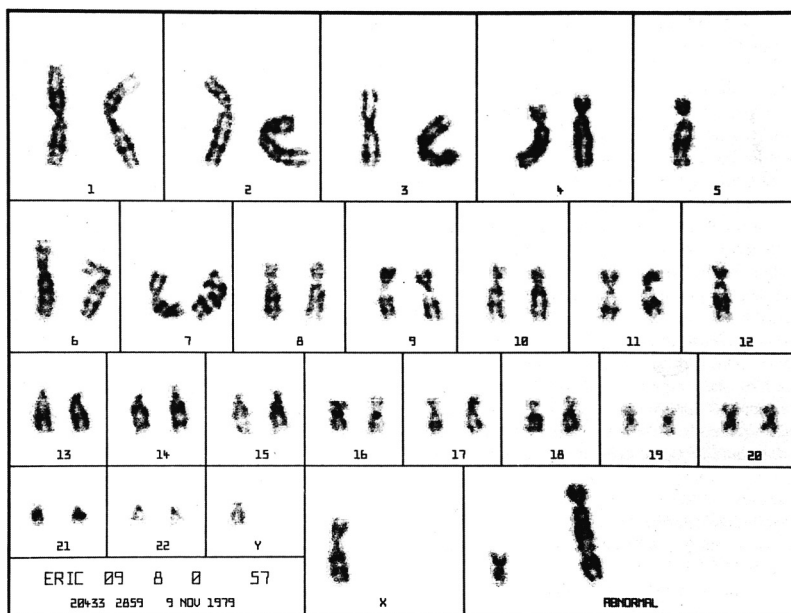 1 2 3 4 5
6 7 8 9 10 11 12
13 14 15 16 17 18 19 20
21 22 Y
ERIC 09 8 0 57
20433 2859 9 NOV 1979
X ABNORMAL